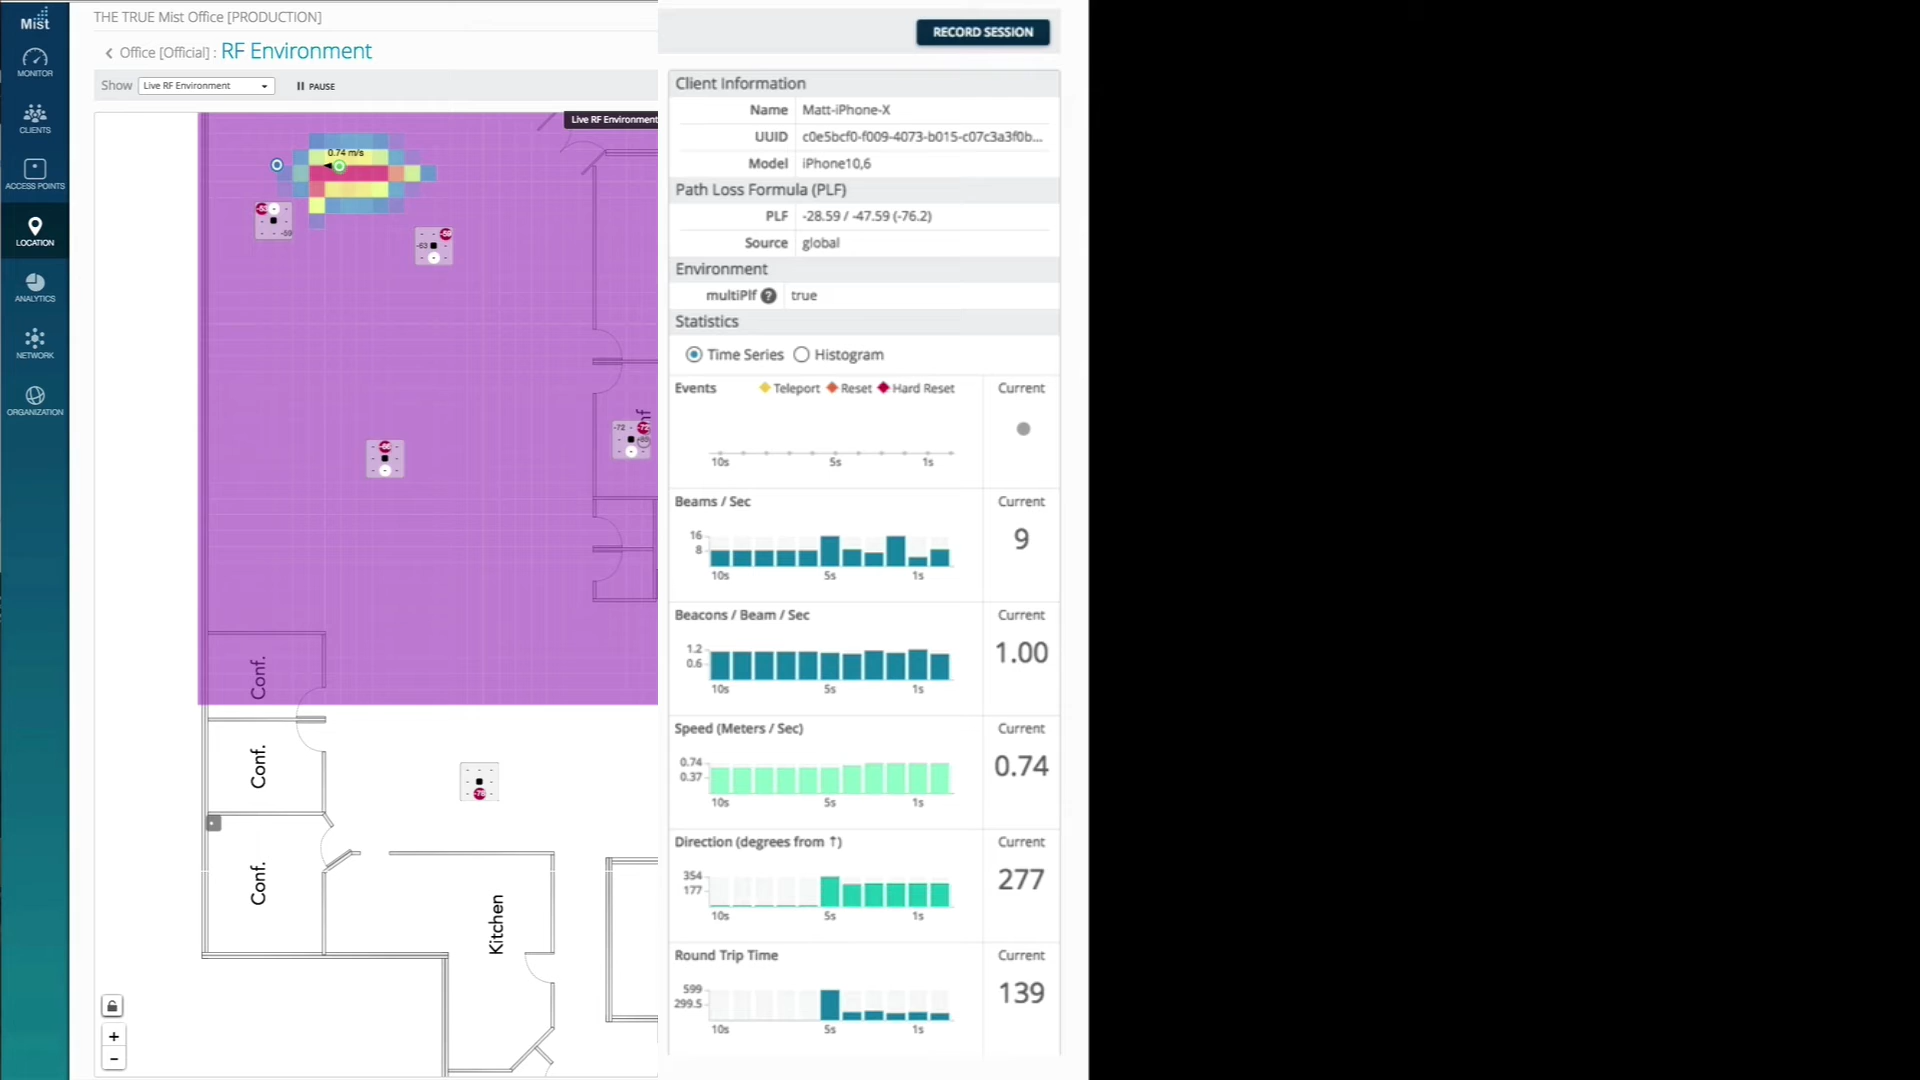 Mist
MONITOR
CLIENTS
ACCESS POINTS
LOCATION
ANALYTICS
NETWORK
ORGANIZATION
THE TRUE Mist Office [PRODUCTION]
Office [Official] : RF Environment
Show Live RF Environment PAUSE
Live RF Environment
0.74 m/s
-59
-63
-72
Conf.
Conf.
Conf.
Kitchen
+
−
RECORD SESSION
Client Information
Name Matt-iPhone-X
UUID c0e5bcf0-f009-4073-b015-c07c3a3f0b...
Model iPhone10,6
Path Loss Formula (PLF)
PLF -28.59 / -47.59 (-76.2)
Source global
Environment
multiPlf ? true
Statistics
Time Series Histogram
Events Teleport Reset Hard Reset Current
10s 5s 1s
Beams / Sec Current
16
8
9
10s 5s 1s
Beacons / Beam / Sec Current
1.2
0.6
1.00
10s 5s 1s
Speed (Meters / Sec) Current
0.74
0.37
0.74
10s 5s 1s
Direction (degrees from ↑) Current
354
177
277
10s 5s 1s
Round Trip Time Current
599
299.5
139
10s 5s 1s